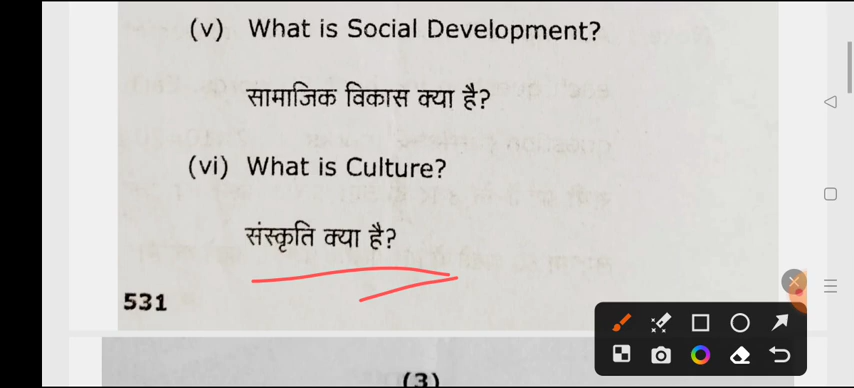 (v) What is Social Development?
सामाजिक विकास क्या है?
(vi) What is Culture?
संस्कृति क्या है?
531
(3)